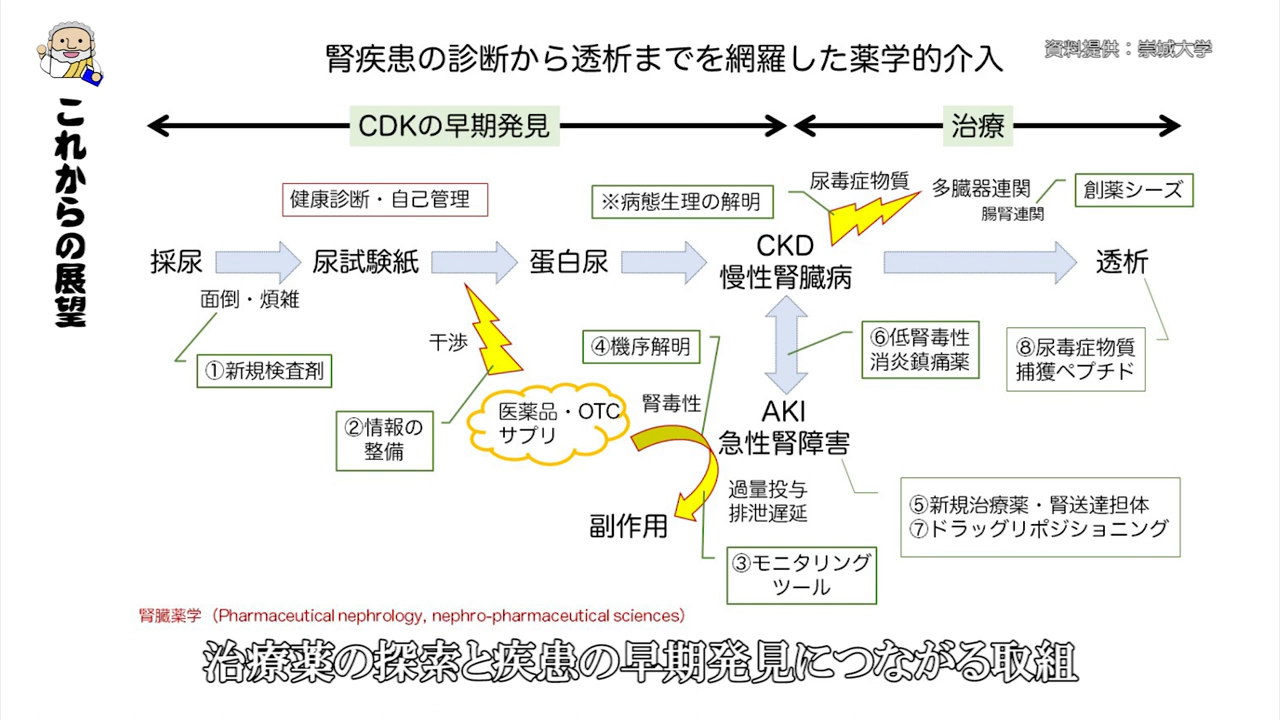 腎疾患の診断から透析までを網羅した薬学的介入
資料提供：崇城大学
これからの展望
CDKの早期発見
治療
健康診断・自己管理
※病態生理の解明
尿毒症物質
多臓器連関
腸腎連関
創薬シーズ
採尿
尿試験紙
蛋白尿
CKD
慢性腎臓病
透析
面倒・煩雑
①新規検査剤
干渉
②情報の
整備
医薬品・OTC
サプリ
④機序解明
腎毒性
⑥低腎毒性
消炎鎮痛薬
⑧尿毒症物質
捕獲ペプチド
AKI
急性腎障害
過量投与
排泄遅延
副作用
③モニタリング
ツール
⑤新規治療薬・腎送達担体
⑦ドラッグリポジショニング
腎臓薬学（Pharmaceutical nephrology, nephro-pharmaceutical sciences）
治療薬の探索と疾患の早期発見につながる取組